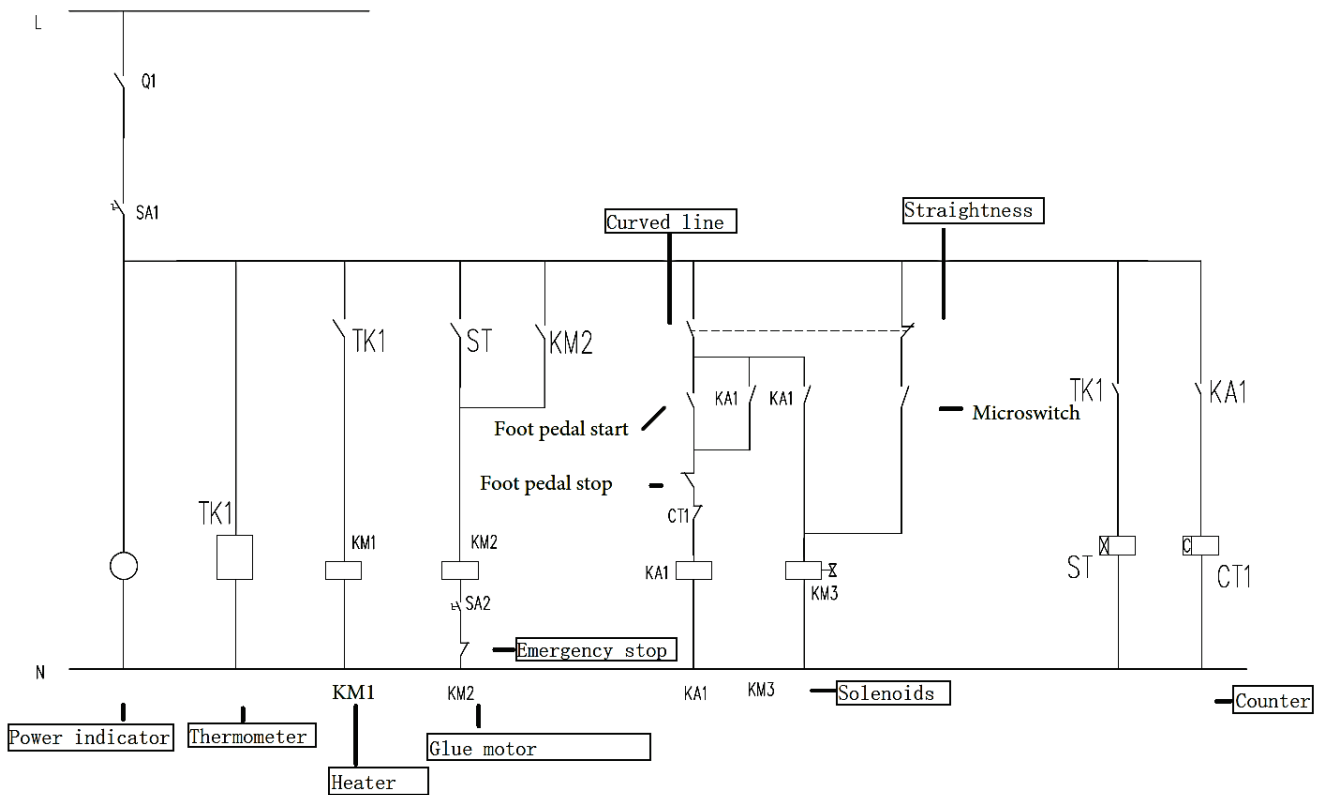 L
Q1
SA1
Curved line
Straightness
TK1
ST
KM2
KA1
KA1
TK1
KA1
Foot pedal start
Microswitch
Foot pedal stop
TK1
CT1
KM1
KM2
KA1
KM3
ST
CT1
X
C
SA2
Emergency stop
N
KM1
KM2
KA1
KM3
Solenoids
Counter
Power indicator
Thermometer
Glue motor
Heater